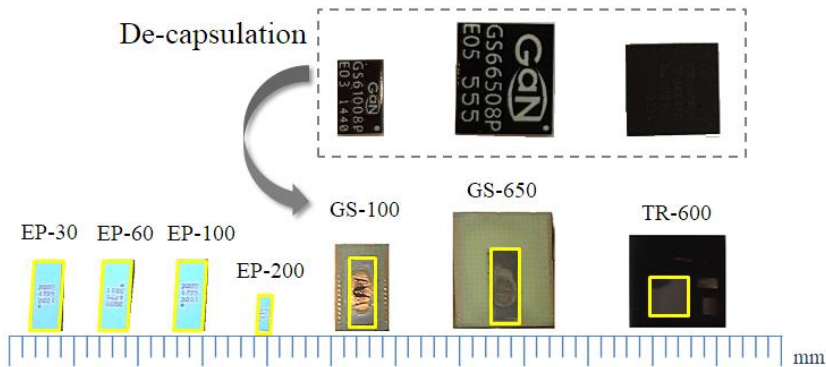 De-capsulation
GS61008P
E03 1440
GaN
GS66508P
E05 555
GaN
EP-30
EP-60
EP-100
EP-200
GS-100
GS-650
TR-600
mm